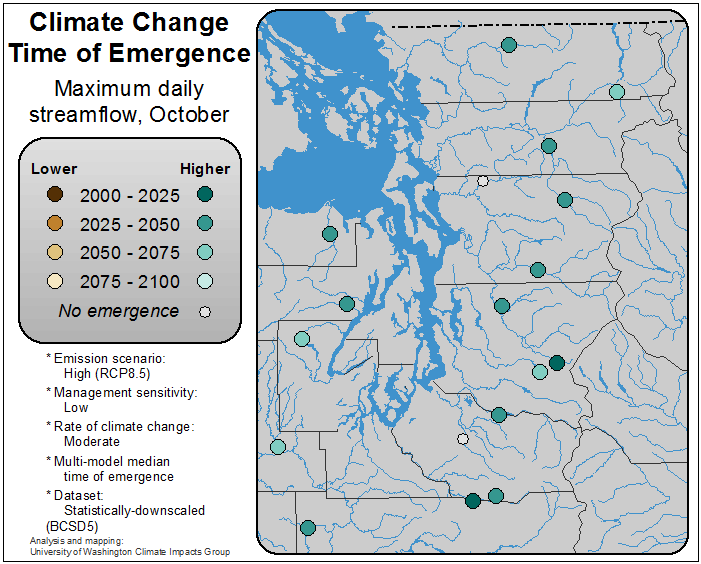 Climate Change
Time of Emergence
Maximum daily
streamflow, October
Lower Higher
2000 - 2025
2025 - 2050
2050 - 2075
2075 - 2100
No emergence
* Emission scenario:
High (RCP8.5)
* Management sensitivity:
Low
* Rate of climate change:
Moderate
* Multi-model median
time of emergence
* Dataset:
Statistically-downscaled
(BCSD5)
Analysis and mapping:
University of Washington Climate Impacts Group